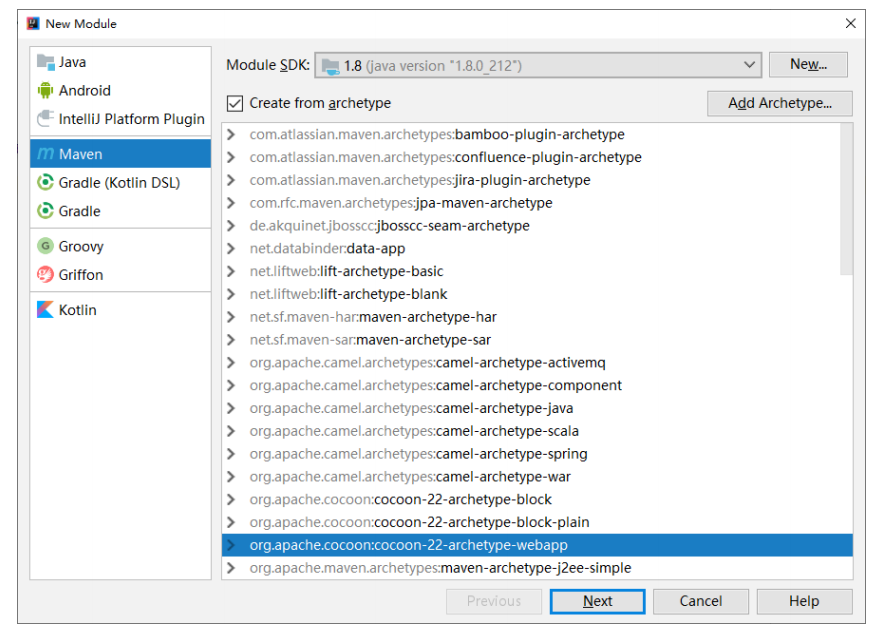 New Module
Java
Android
IntelliJ Platform Plugin
Maven
Gradle (Kotlin DSL)
Gradle
Groovy
Griffon
Kotlin
Module SDK: 1.8 (java version "1.8.0_212") New...
Create from archetype Add Archetype...
com.atlassian.maven.archetypes:bamboo-plugin-archetype
com.atlassian.maven.archetypes:confluence-plugin-archetype
com.atlassian.maven.archetypes:jira-plugin-archetype
com.rfc.maven.archetypes:jpa-maven-archetype
de.akquinet.jbosscc:jbosscc-seam-archetype
net.databinder:data-app
net.liftweb:lift-archetype-basic
net.liftweb:lift-archetype-blank
net.sf.maven-har:maven-archetype-har
net.sf.maven-sar:maven-archetype-sar
org.apache.camel.archetypes:camel-archetype-activemq
org.apache.camel.archetypes:camel-archetype-component
org.apache.camel.archetypes:camel-archetype-java
org.apache.camel.archetypes:camel-archetype-scala
org.apache.camel.archetypes:camel-archetype-spring
org.apache.camel.archetypes:camel-archetype-war
org.apache.cocoon:cocoon-22-archetype-block
org.apache.cocoon:cocoon-22-archetype-block-plain
org.apache.cocoon:cocoon-22-archetype-webapp
org.apache.maven.archetypes:maven-archetype-j2ee-simple
Previous Next Cancel Help